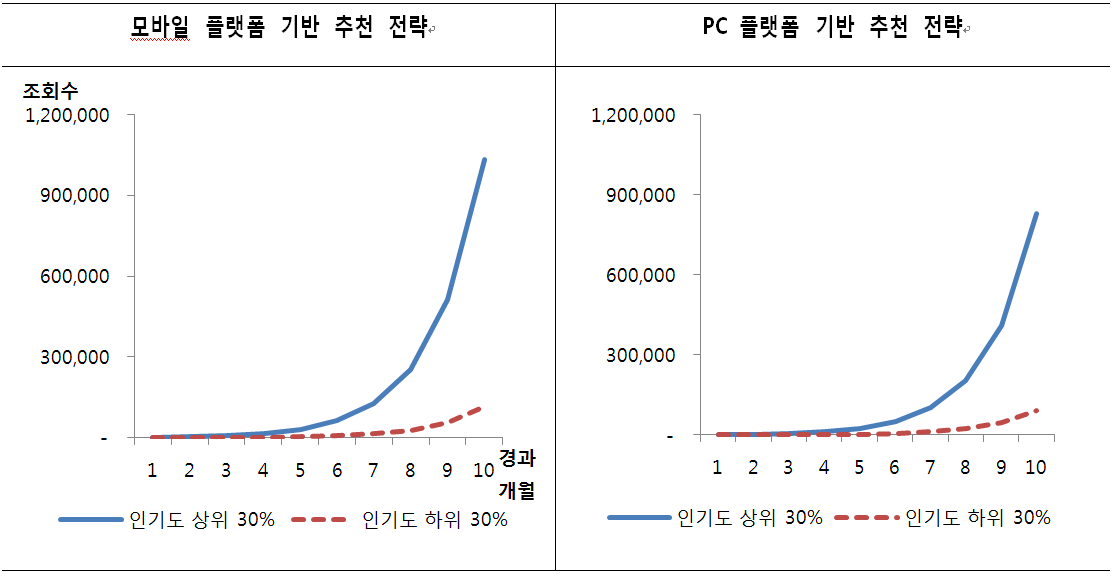 모바일 플랫폼 기반 추천 전략
PC 플랫폼 기반 추천 전략
조회수
1,200,000
900,000
600,000
300,000
-
1 2 3 4 5 6 7 8 9 10
경과
개월
인기도 상위 30% 인기도 하위 30%
1,200,000
900,000
600,000
300,000
-
1 2 3 4 5 6 7 8 9 10
인기도 상위 30% 인기도 하위 30%